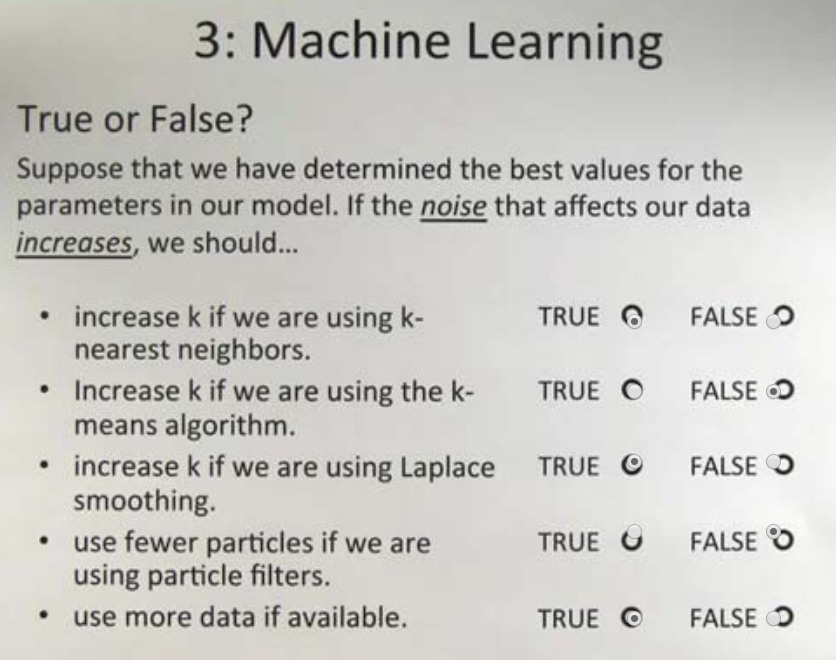 3: Machine Learning
True or False?
Suppose that we have determined the best values for the
parameters in our model. If the noise that affects our data
increases, we should...
• increase k if we are using k- TRUE FALSE
nearest neighbors.
• Increase k if we are using the k- TRUE FALSE
means algorithm.
• increase k if we are using Laplace TRUE FALSE
smoothing.
• use fewer particles if we are TRUE FALSE
using particle filters.
• use more data if available. TRUE FALSE